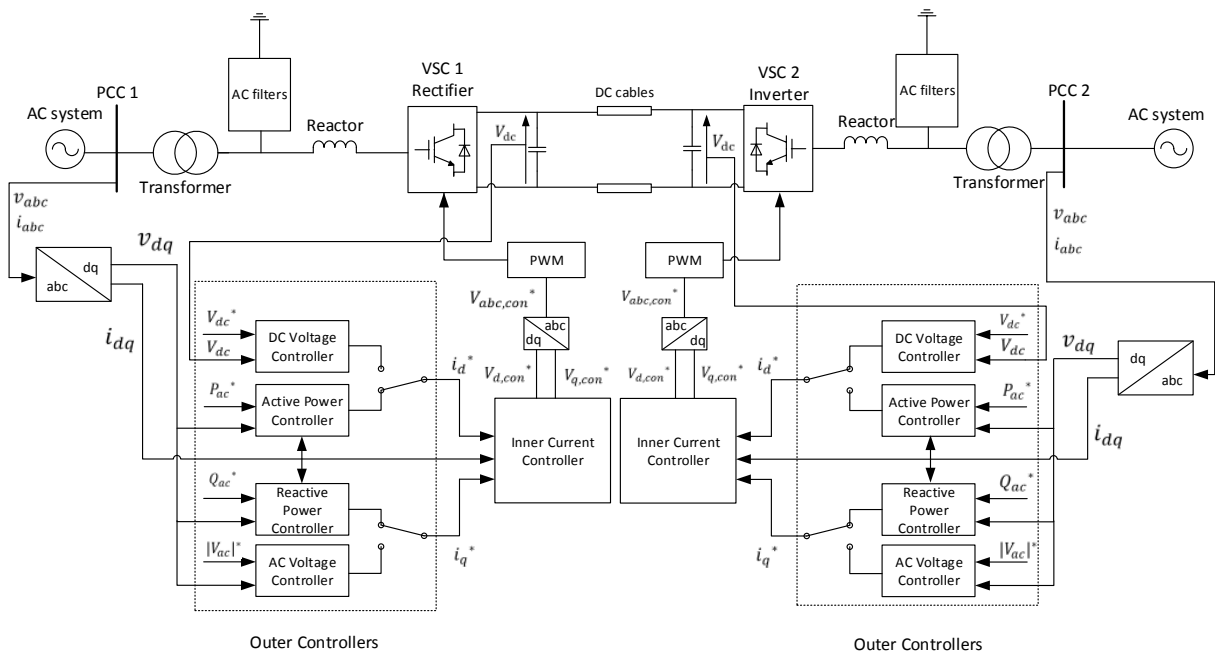 VSC 1
Rectifier
VSC 2
Inverter
PCC 1
AC system
AC filters
Reactor
Transformer
DC cables
V_dc
V_dc
AC filters
Reactor
PCC 2
AC system
Transformer
v_abc
i_abc
v_abc
i_abc
dq
abc
v_dq
i_dq
PWM
PWM
V_abc,con*
V_abc,con*
abc
dq
abc
dq
V_d,con*
V_q,con*
V_d,con*
V_q,con*
V_dc*
V_dc
DC Voltage
Controller
P_ac*
Active Power
Controller
Q_ac*
Reactive
Power
Controller
|V_ac|*
AC Voltage
Controller
i_d*
i_q*
Inner Current
Controller
Inner Current
Controller
i_d*
i_q*
DC Voltage
Controller
V_dc*
V_dc
Active Power
Controller
P_ac*
Reactive
Power
Controller
Q_ac*
AC Voltage
Controller
|V_ac|*
v_dq
i_dq
dq
abc
Outer Controllers
Outer Controllers